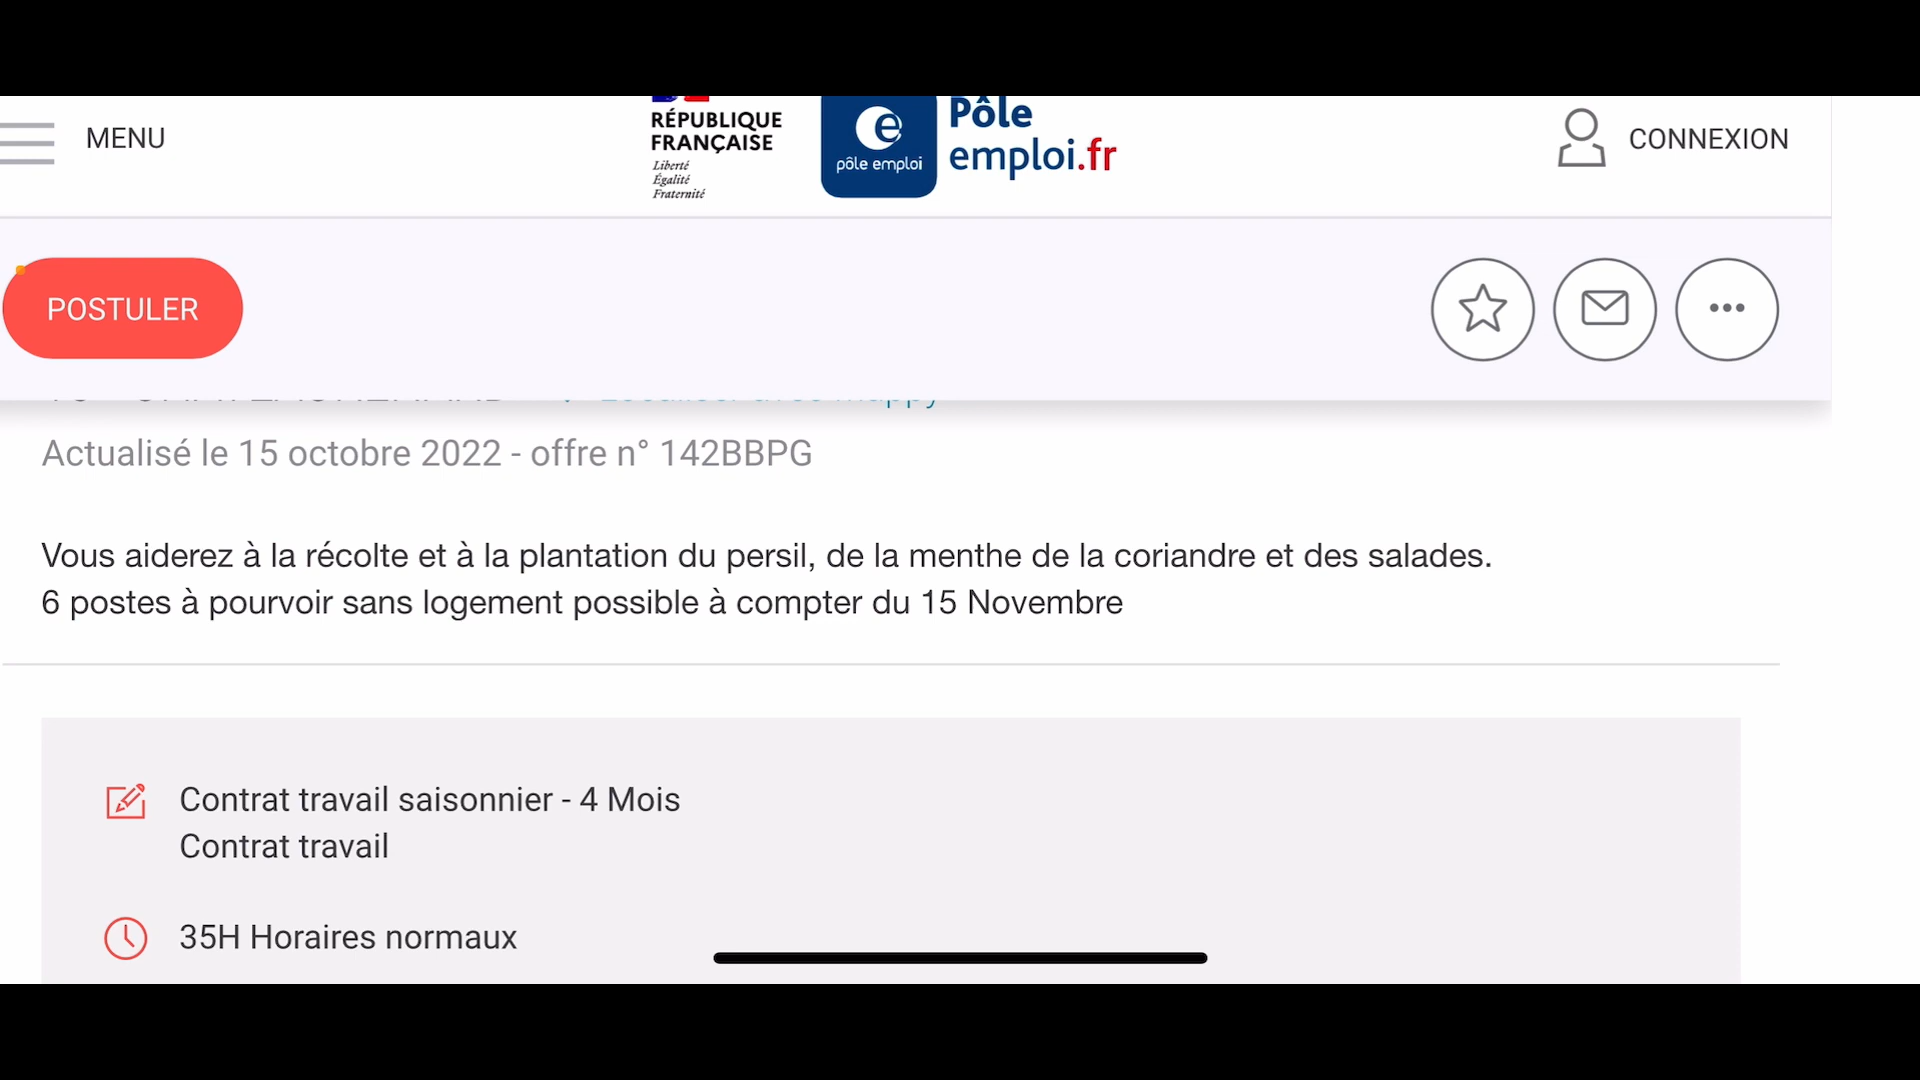 MENU
RÉPUBLIQUE
FRANÇAISE
Liberté
Égalité
Fraternité
pôle emploi
Pôle
emploi.fr
CONNEXION
POSTULER
Actualisé le 15 octobre 2022 - offre n° 142BBPG
Vous aiderez à la récolte et à la plantation du persil, de la menthe de la coriandre et des salades.
6 postes à pourvoir sans logement possible à compter du 15 Novembre
Contrat travail saisonnier - 4 Mois
Contrat travail
35H Horaires normaux